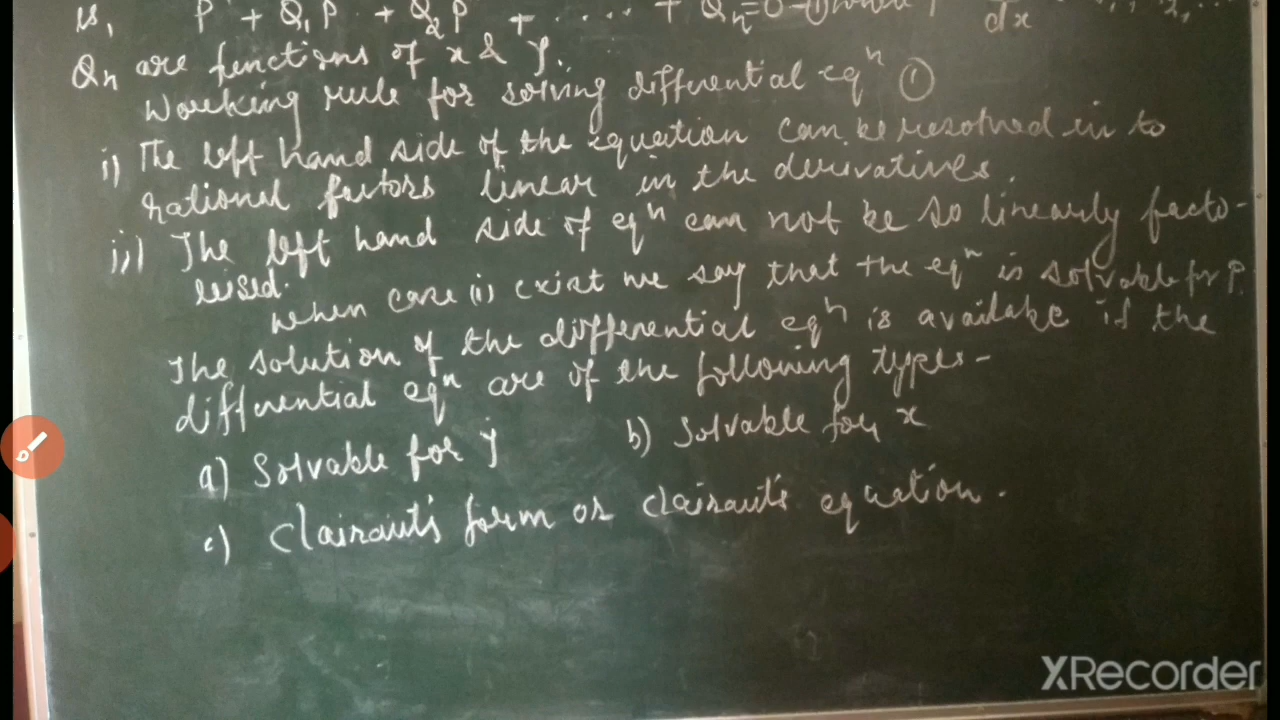 is, P + Q₁P + Q₂P + ..... + Qn=0 – ① where P dx
Qn are functions of x & y.
Working rule for solving differential eqⁿ ①
i) The left hand side of the equation can be resolved in to
rational factors linear in the derivatives.
ii) The left hand side of eqⁿ can not be so linearly facto-
rised.
When case (i) exist we say that the eqⁿ is solvable for P.
The solution of the differential eqⁿ is available if the
differential eqⁿ are of the following types -
a) Solvable for y b) Solvable for x
c) Clairaut's form or clairaut's equation.
XRecorder